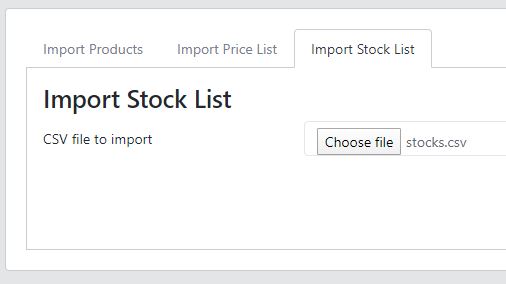 Import Products Import Price List Import Stock List
Import Stock List
CSV file to import Choose file stocks.csv